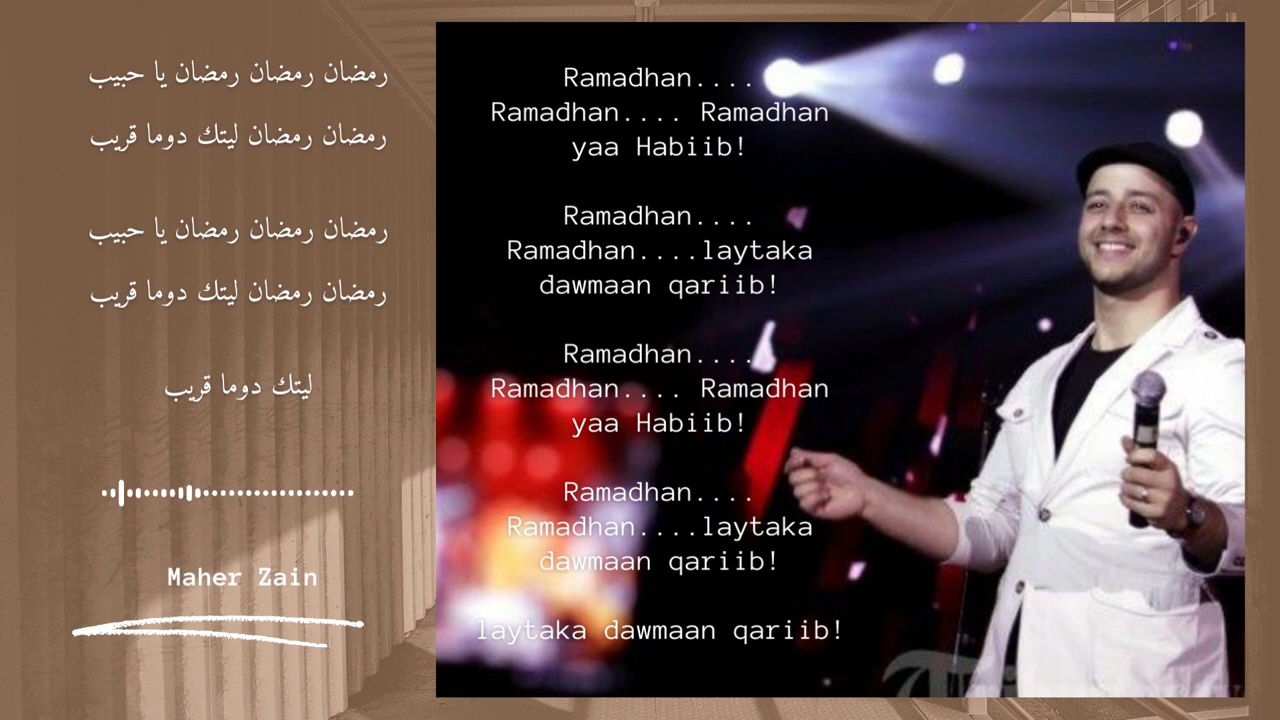 رمضان رمضان رمضان يا حبيب
رمضان رمضان ليتك دوما قريب
رمضان رمضان رمضان يا حبيب
رمضان رمضان ليتك دوما قريب
ليتك دوما قريب
Maher Zain
Ramadhan....
Ramadhan.... Ramadhan
yaa Habiib!
Ramadhan....
Ramadhan....laytaka
dawmaan qariib!
Ramadhan....
Ramadhan.... Ramadhan
yaa Habiib!
Ramadhan....
Ramadhan....laytaka
dawmaan qariib!
laytaka dawmaan qariib!